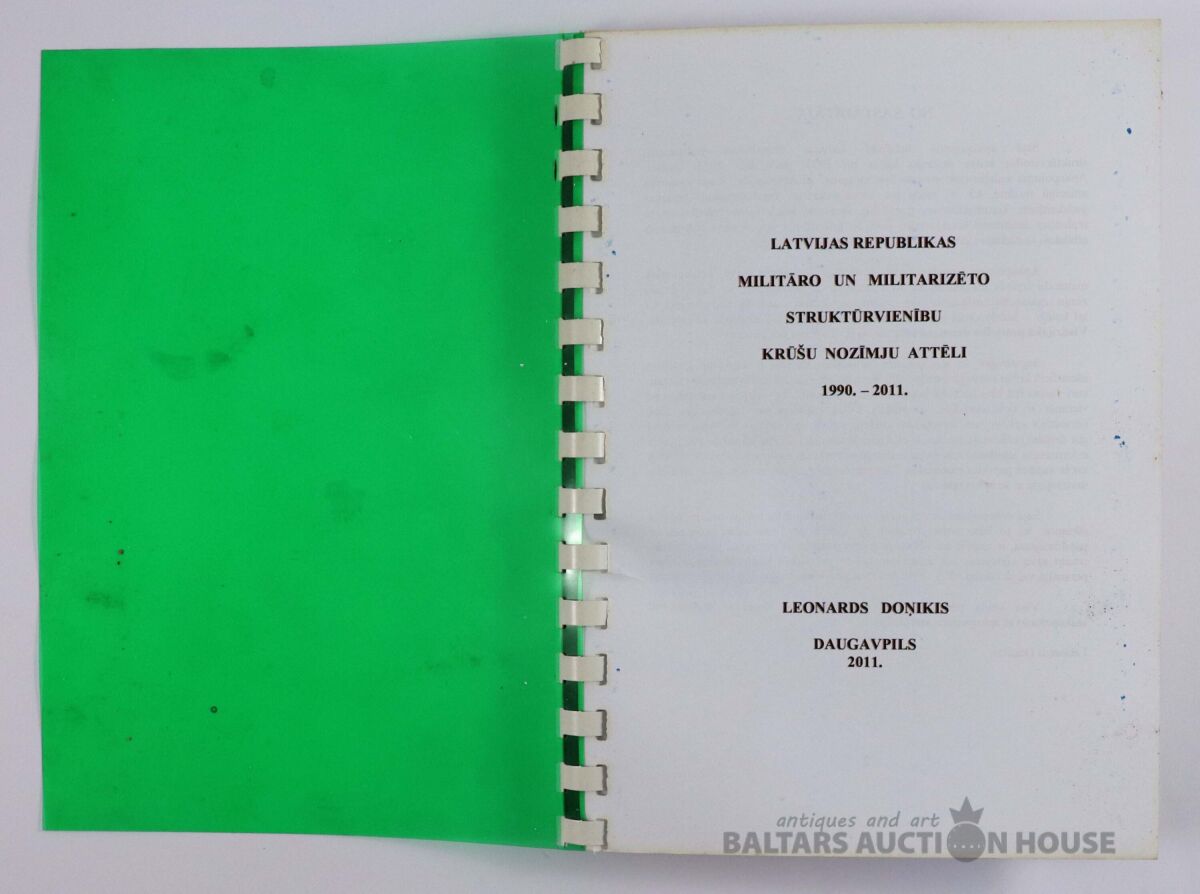 LATVIJAS REPUBLIKAS
MILITĀRO UN MILITARIZĒTO
STRUKTŪRVIENĪBU
KRŪŠU NOZĪMJU ATTĒLI
1990. – 2011.
LEONARDS DOŅIKIS
DAUGAVPILS
2011.
antiques and art
BALTARS AUCTION HOUSE